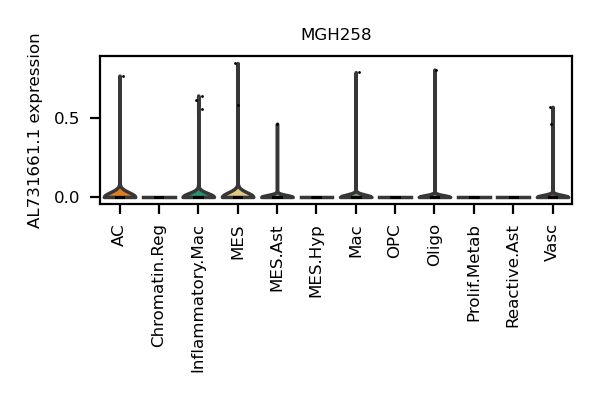 MGH258
AL731661.1 expression
0.5
0.0
AC
Chromatin.Reg
Inflammatory.Mac
MES
MES.Ast
MES.Hyp
Mac
OPC
Oligo
Prolif.Metab
Reactive.Ast
Vasc